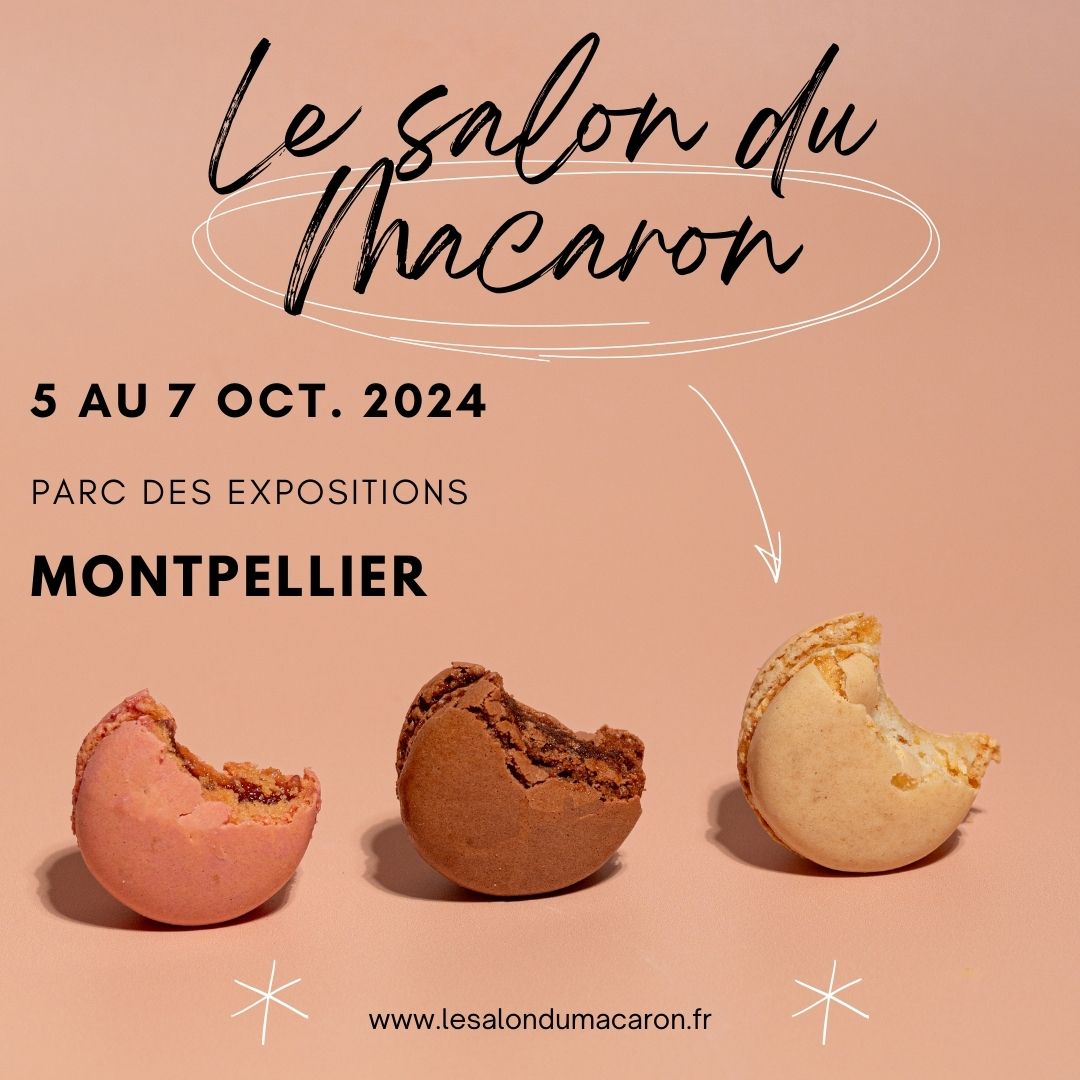 Le salon du
Macaron
5 AU 7 OCT. 2024
PARC DES EXPOSITIONS
MONTPELLIER
www.lesalondumacaron.fr